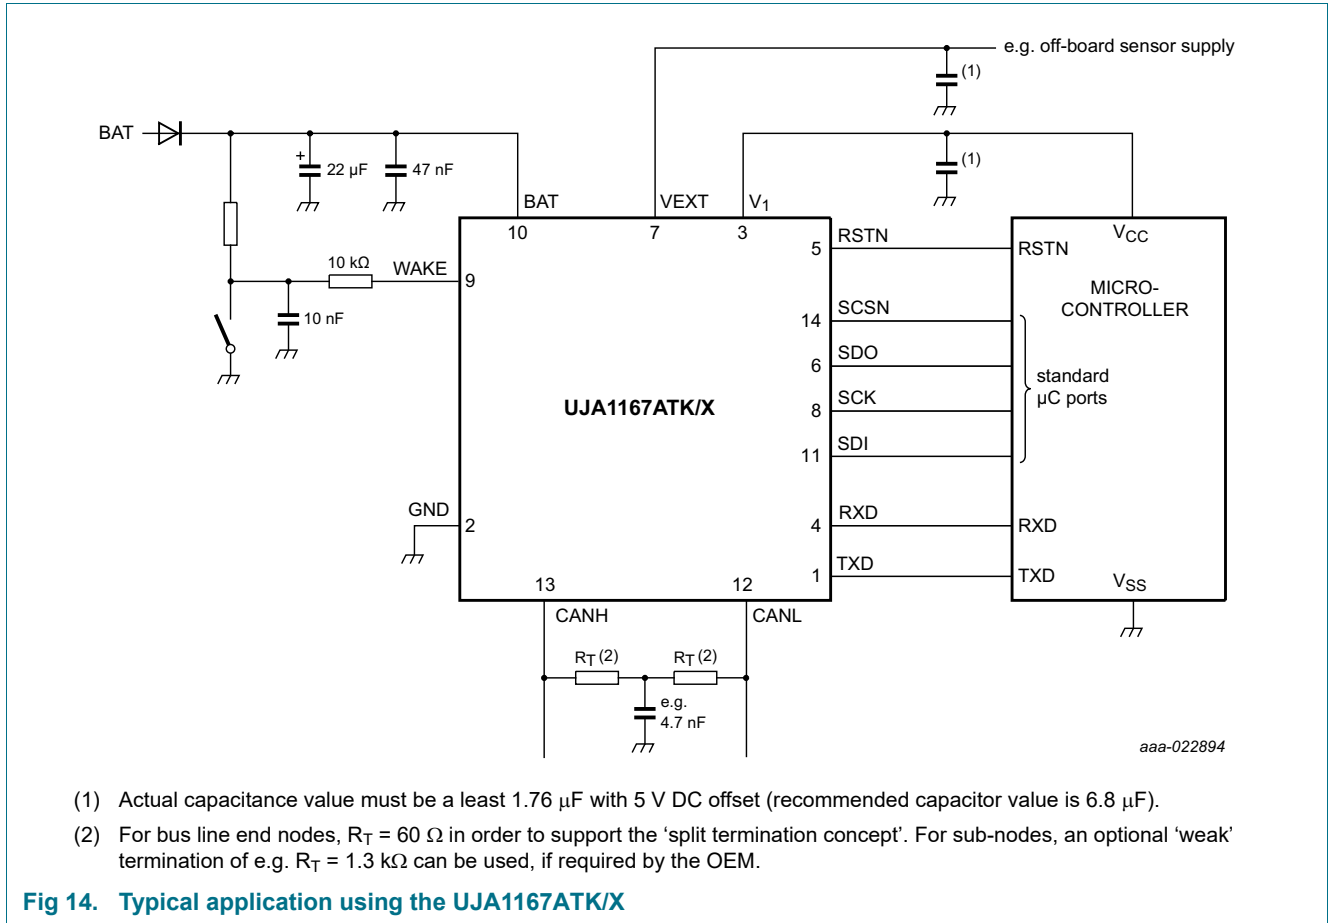 e.g. off-board sensor supply
(1)
BAT
+
22 µF
47 nF
(1)
BAT
VEXT
V1
10
7
3
5
RSTN
RSTN
VCC
10 kΩ
WAKE
9
MICRO-
CONTROLLER
10 nF
14
SCSN
6
SDO
standard
µC ports
8
SCK
UJA1167ATK/X
11
SDI
GND
2
4
RXD
RXD
1
TXD
TXD
VSS
13
12
CANH
CANL
RT (2)
RT (2)
e.g.
4.7 nF
aaa-022894
(1) Actual capacitance value must be a least 1.76 µF with 5 V DC offset (recommended capacitor value is 6.8 µF).
(2) For bus line end nodes, RT = 60 Ω in order to support the ‘split termination concept’. For sub-nodes, an optional ‘weak’
termination of e.g. RT = 1.3 kΩ can be used, if required by the OEM.
Fig 14. Typical application using the UJA1167ATK/X